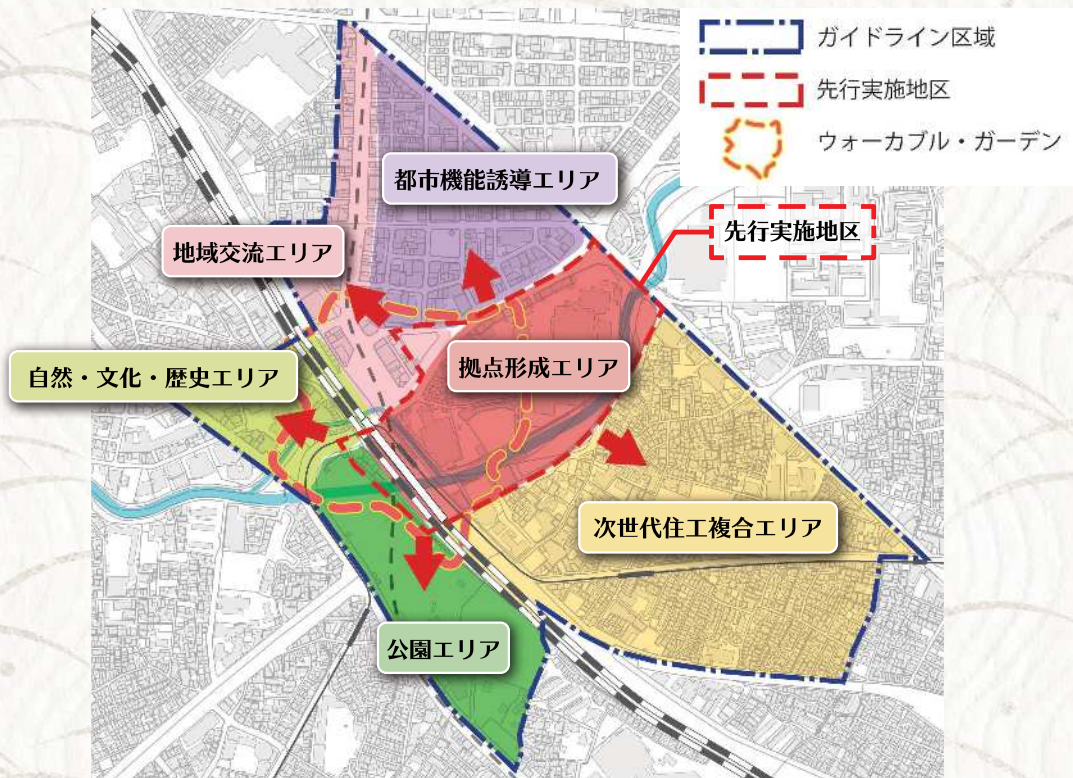 ガイドライン区域
先行実施地区
ウォーカブル・ガーデン
都市機能誘導エリア
先行実施地区
地域交流エリア
拠点形成エリア
自然・文化・歴史エリア
次世代住工複合エリア
公園エリア